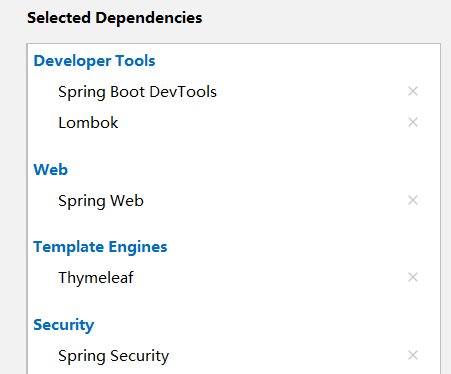 Selected Dependencies
Developer Tools
Spring Boot DevTools
Lombok
Web
Spring Web
Template Engines
Thymeleaf
Security
Spring Security